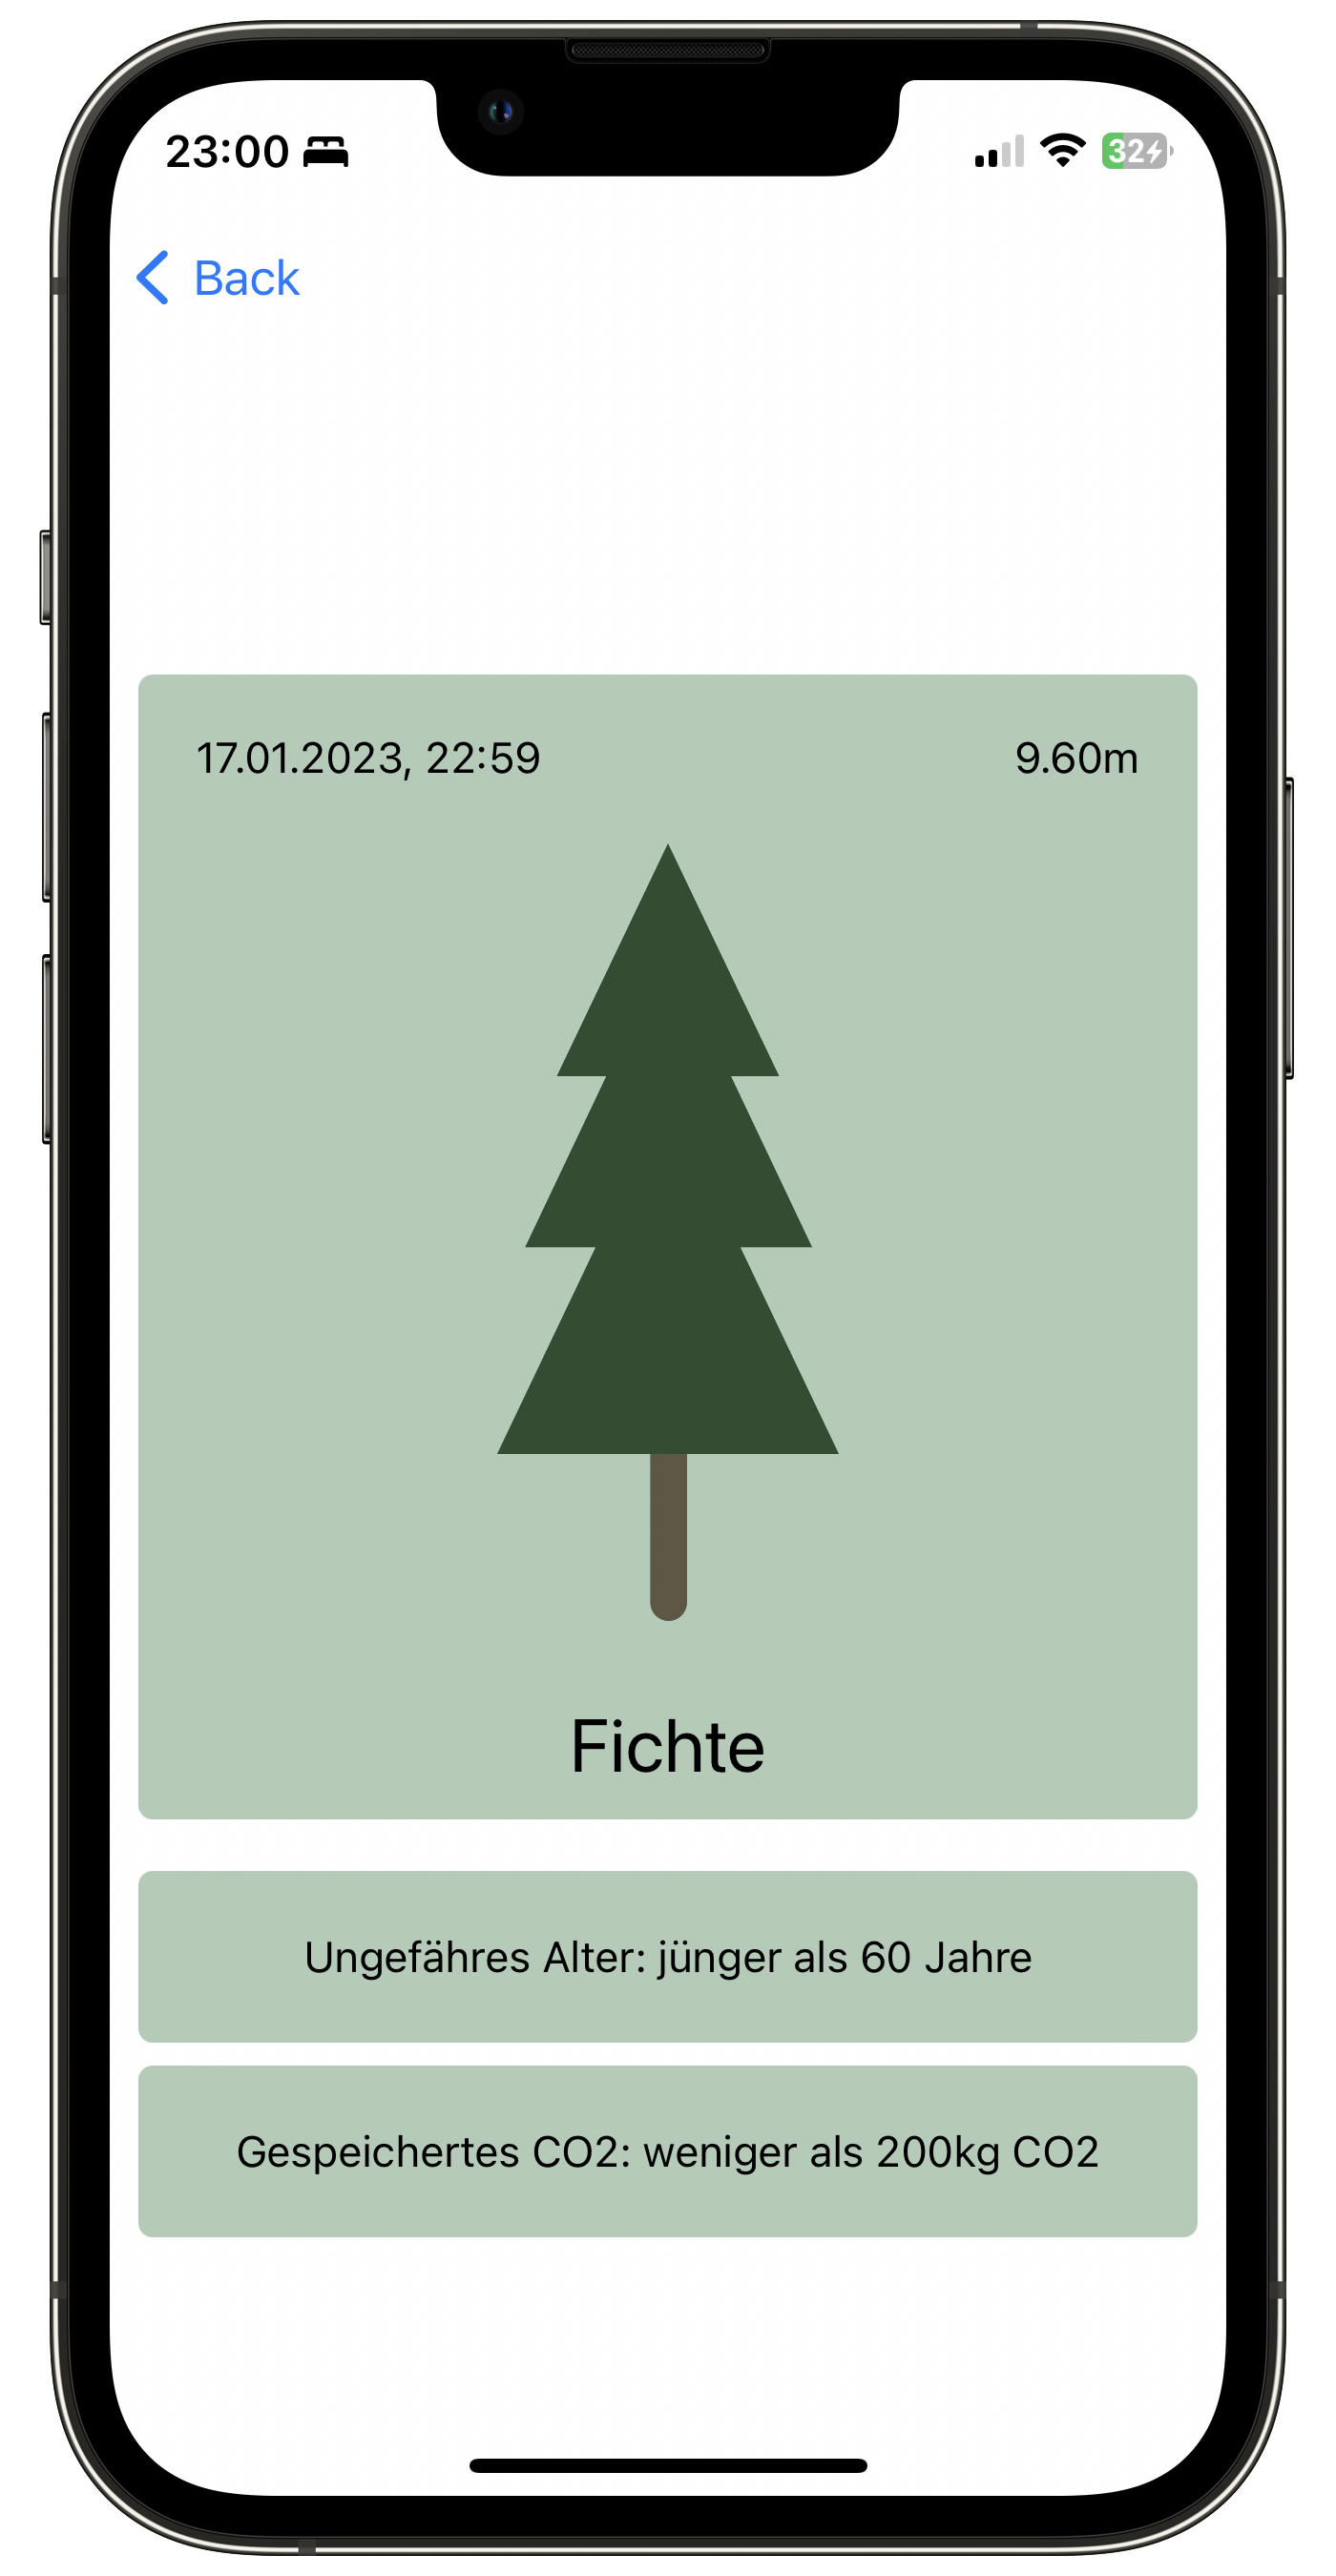 23:00
32
Back
17.01.2023, 22:59 9.60m
Fichte
Ungefähres Alter: jünger als 60 Jahre
Gespeichertes CO2: weniger als 200kg CO2